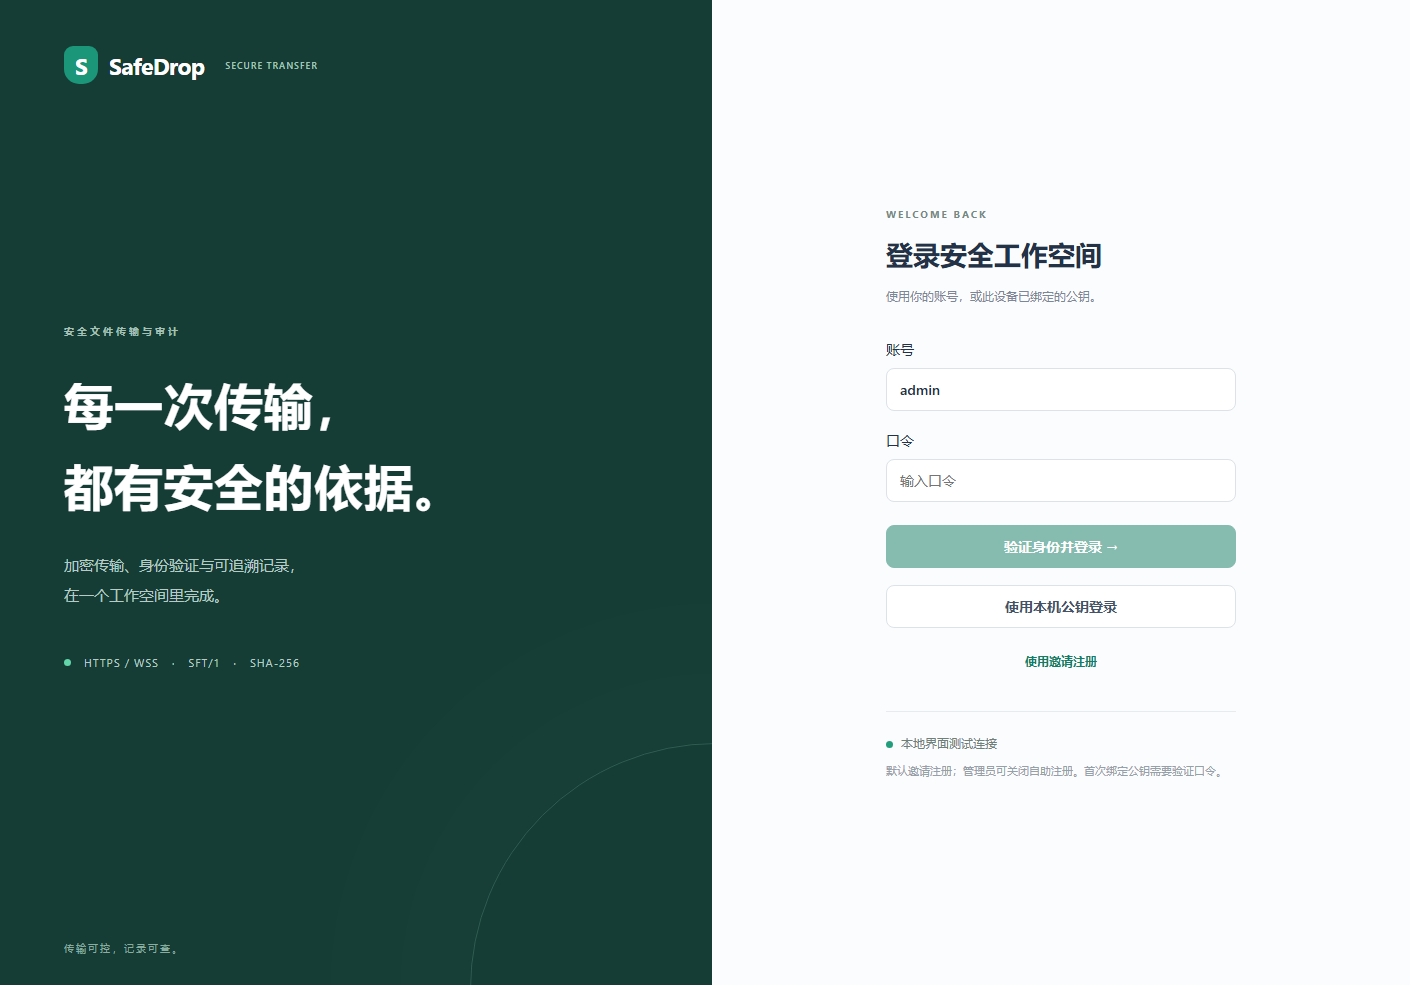 S SafeDrop SECURE TRANSFER
安全文件传输与审计
每一次传输，
都有安全的依据。
加密传输、身份验证与可追溯记录，
在一个工作空间里完成。
HTTPS / WSS · SFT/1 · SHA-256
传输可控，记录可查。
WELCOME BACK
登录安全工作空间
使用你的账号，或此设备已绑定的公钥。
账号
admin
口令
输入口令
验证身份并登录 →
使用本机公钥登录
使用邀请注册
本地界面测试连接
默认邀请注册；管理员可关闭自助注册。首次绑定公钥需要验证口令。